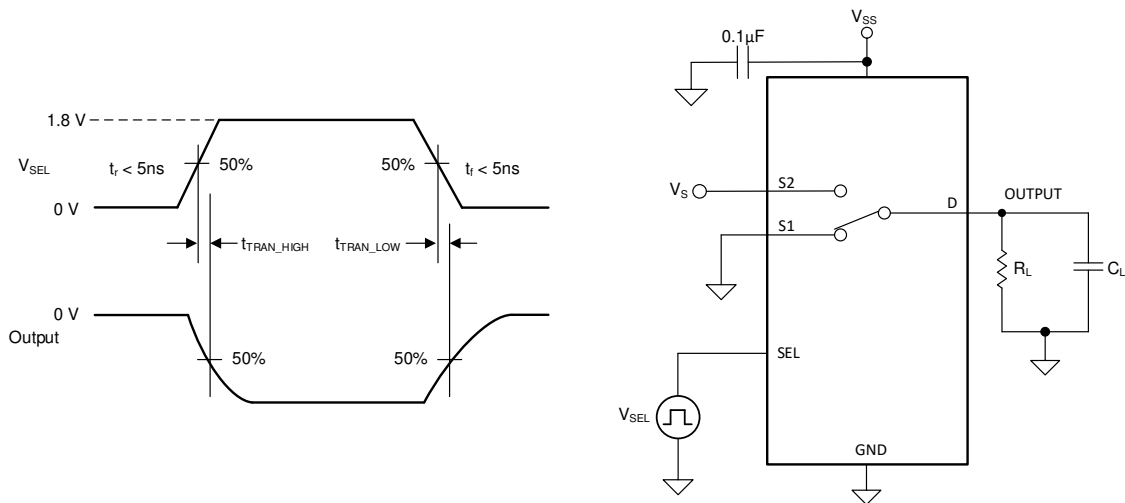 1.8 V
V_SEL
t_r < 5ns
50%
50%
t_f < 5ns
0 V
t_TRAN_HIGH
t_TRAN_LOW
0 V
Output
50%
50%
V_SS
0.1µF
V_S
S2
S1
D
OUTPUT
R_L
C_L
SEL
V_SEL
GND